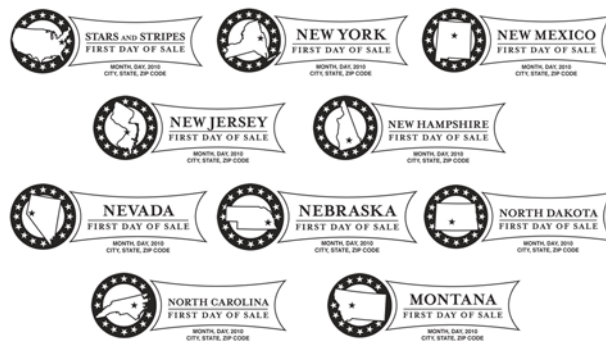 STARS AND STRIPES
FIRST DAY OF SALE
MONTH, DAY, 2010
CITY, STATE, ZIP CODE
NEW YORK
FIRST DAY OF SALE
MONTH, DAY, 2010
CITY, STATE, ZIP CODE
NEW MEXICO
FIRST DAY OF SALE
MONTH, DAY, 2010
CITY, STATE, ZIP CODE
NEW JERSEY
FIRST DAY OF SALE
MONTH, DAY, 2010
CITY, STATE, ZIP CODE
NEW HAMPSHIRE
FIRST DAY OF SALE
MONTH, DAY, 2010
CITY, STATE, ZIP CODE
NEVADA
FIRST DAY OF SALE
MONTH, DAY, 2010
CITY, STATE, ZIP CODE
NEBRASKA
FIRST DAY OF SALE
MONTH, DAY, 2010
CITY, STATE, ZIP CODE
NORTH DAKOTA
FIRST DAY OF SALE
MONTH, DAY, 2010
CITY, STATE, ZIP CODE
NORTH CAROLINA
FIRST DAY OF SALE
MONTH, DAY, 2010
CITY, STATE, ZIP CODE
MONTANA
FIRST DAY OF SALE
MONTH, DAY, 2010
CITY, STATE, ZIP CODE